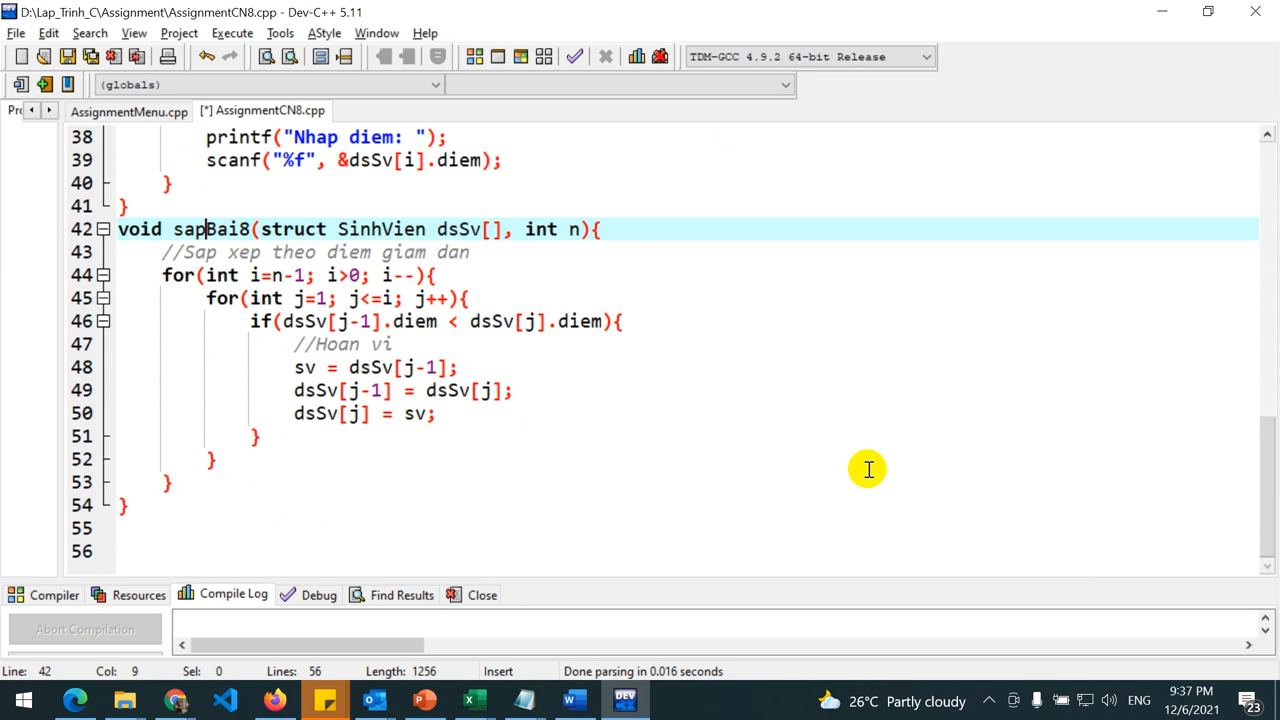 D:\Lap_Trinh_C\Assignment\AssignmentCN8.cpp - Dev-C++ 5.11
File Edit Search View Project Execute Tools AStyle Window Help
TDM-GCC 4.9.2 64-bit Release
(globals)
Pr AssignmentMenu.cpp [*] AssignmentCN8.cpp
38 printf("Nhap diem: ");
39 scanf("%f", &dsSv[i].diem);
40 }
41 }
42 void sapBai8(struct SinhVien dsSv[], int n){
43 //Sap xep theo diem giam dan
44 for(int i=n-1; i>0; i--){
45 for(int j=1; j<=i; j++){
46 if(dsSv[j-1].diem < dsSv[j].diem){
47 //Hoan vi
48 sv = dsSv[j-1];
49 dsSv[j-1] = dsSv[j];
50 dsSv[j] = sv;
51 }
52 }
53 }
54 }
55
56
Compiler Resources Compile Log Debug Find Results Close
Abort Compilation
Line: 42 Col: 9 Sel: 0 Lines: 56 Length: 1256 Insert Done parsing in 0.016 seconds
DEV C++ 26°C Partly cloudy ENG 9:37 PM
12/6/2021 23